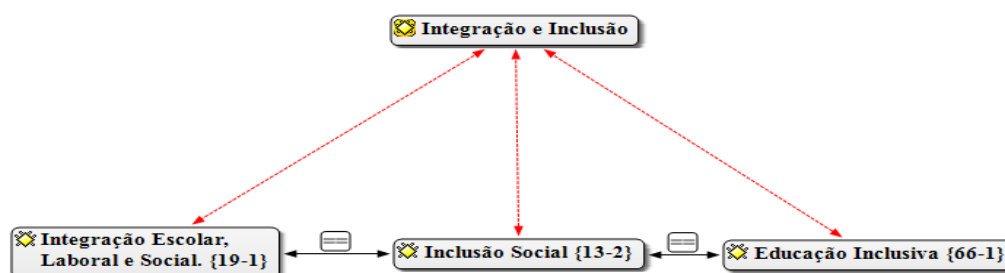 Integração e Inclusão
Integração Escolar,
Laboral e Social. {19-1}
==
Inclusão Social {13-2}
==
Educação Inclusiva {66-1}